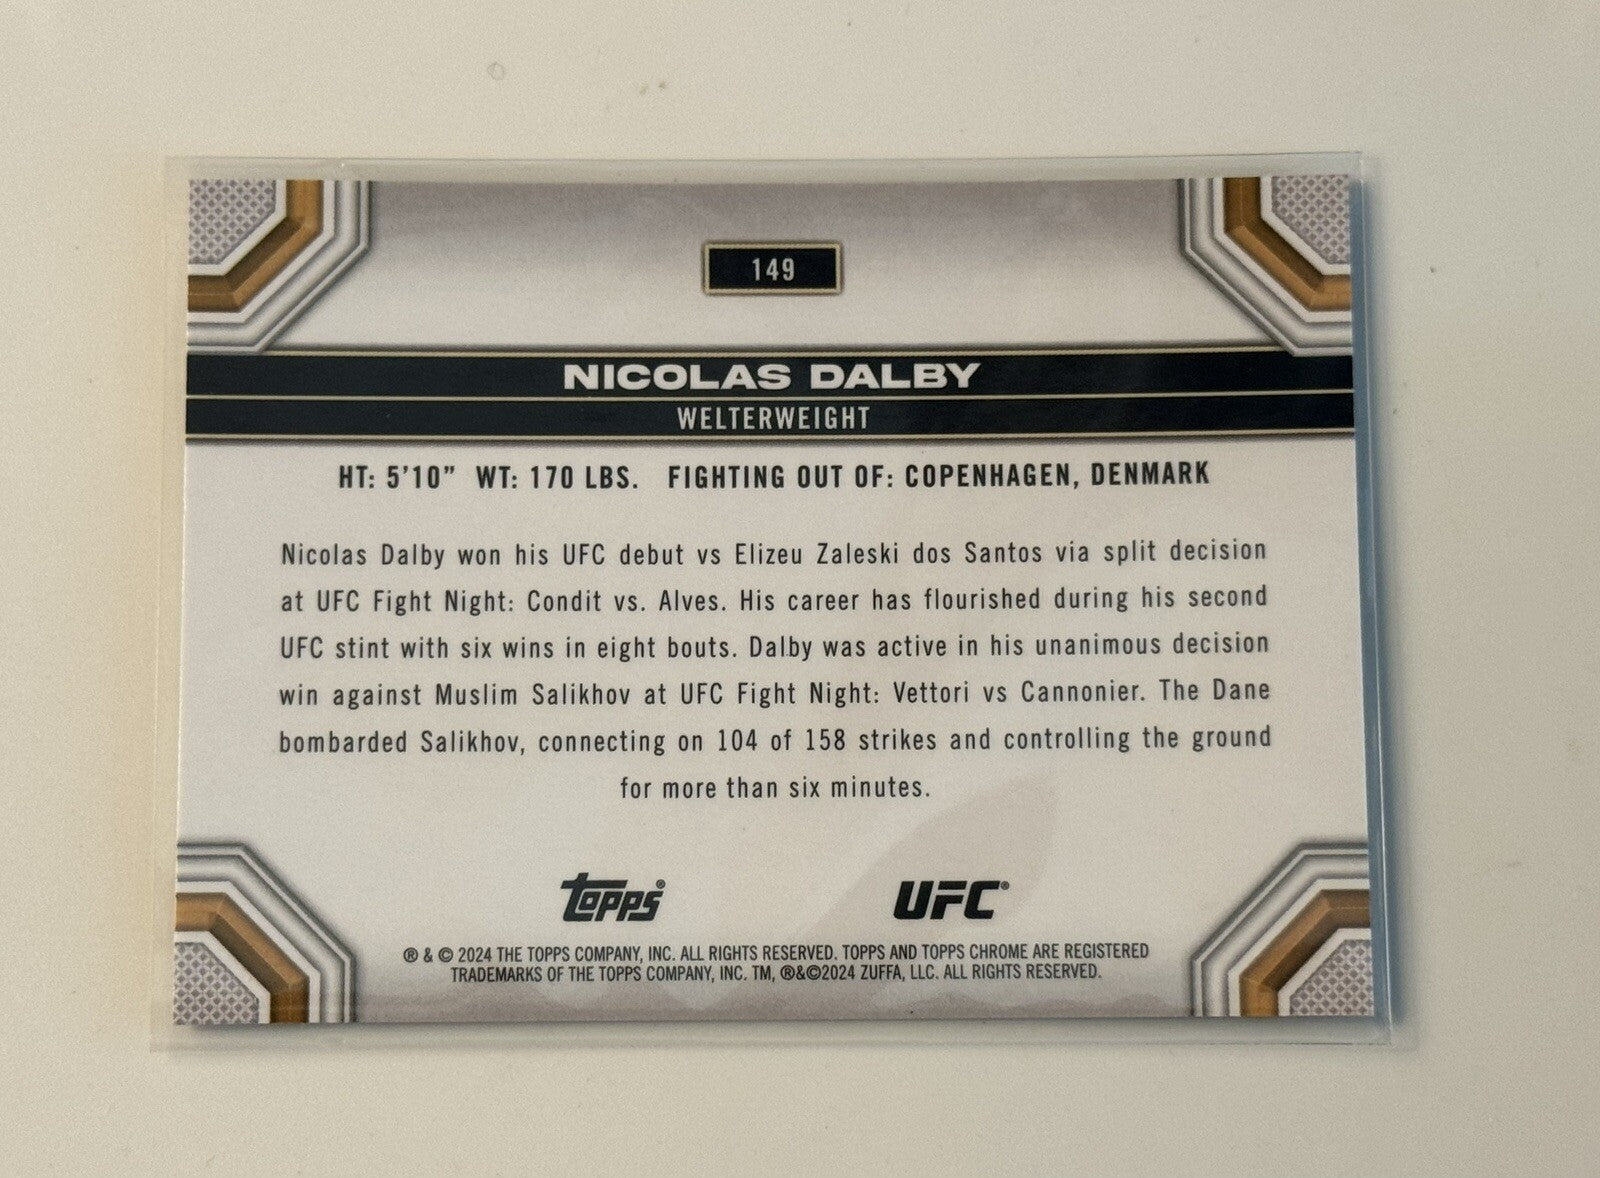 149
NICOLAS DALBY
WELTERWEIGHT
HT: 5'10" WT: 170 LBS. FIGHTING OUT OF: COPENHAGEN, DENMARK
Nicolas Dalby won his UFC debut vs Elizeu Zaleski dos Santos via split decision
at UFC Fight Night: Condit vs. Alves. His career has flourished during his second
UFC stint with six wins in eight bouts. Dalby was active in his unanimous decision
win against Muslim Salikhov at UFC Fight Night: Vettori vs Cannonier. The Dane
bombarded Salikhov, connecting on 104 of 158 strikes and controlling the ground
for more than six minutes.
TOPPS® UFC®
® & © 2024 THE TOPPS COMPANY, INC. ALL RIGHTS RESERVED. TOPPS AND TOPPS CHROME ARE REGISTERED
TRADEMARKS OF THE TOPPS COMPANY, INC. TM, ®&©2024 ZUFFA, LLC. ALL RIGHTS RESERVED.